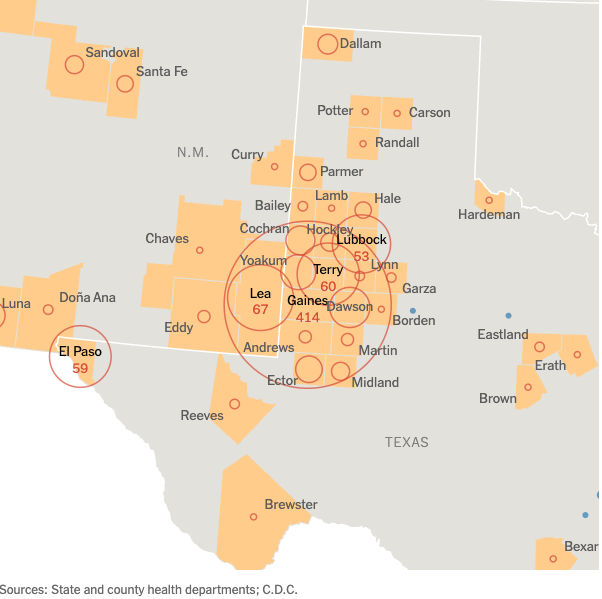 Dallam
Sandoval
Santa Fe
Potter
Carson
Randall
N.M.
Curry
Parmer
Bailey
Lamb
Hale
Hardeman
Cochran
Hockley
Chaves
Lubbock
53
Yoakum
Terry
60
Lynn
Garza
Luna
Doña Ana
Lea
67
Gaines
414
Dawson
Borden
Eddy
El Paso
59
Andrews
Martin
Eastland
Erath
Ector
Midland
Brown
Reeves
TEXAS
Brewster
Bexar
Sources: State and county health departments; C.D.C.